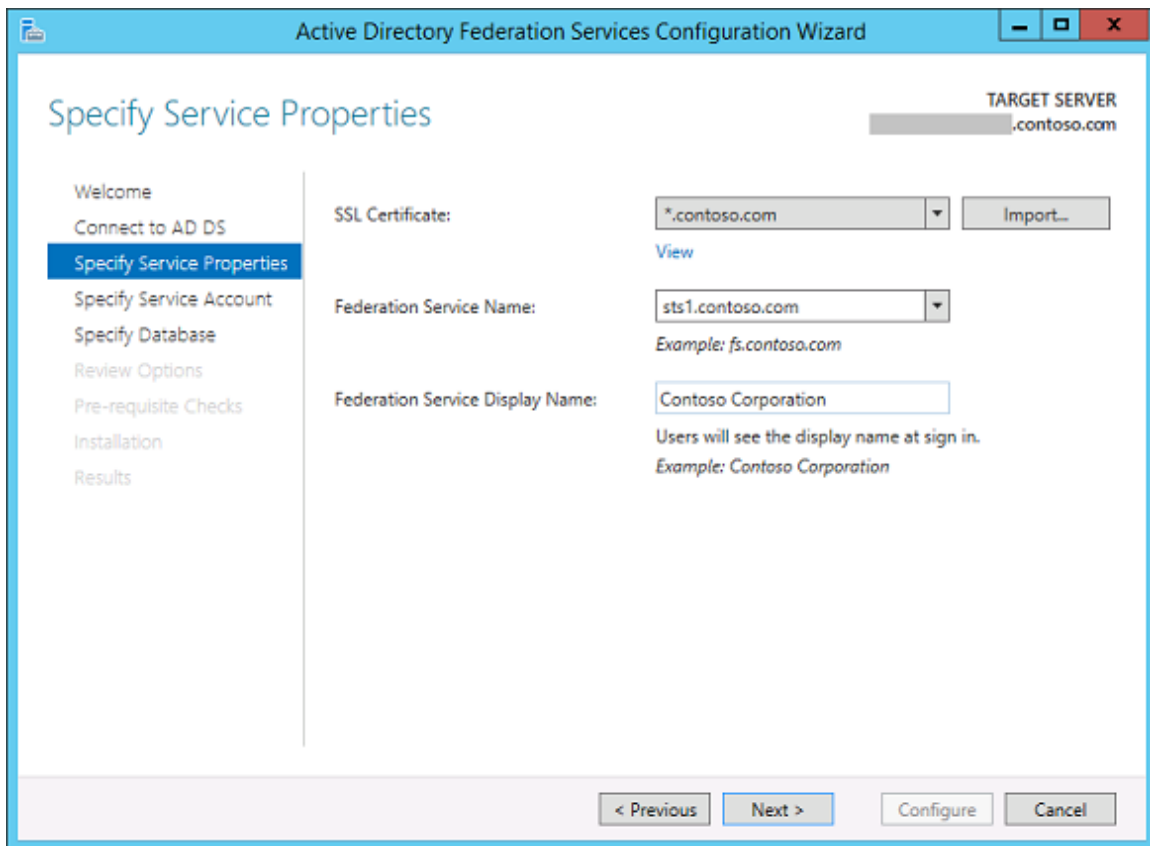 Active Directory Federation Services Configuration Wizard
Specify Service Properties
TARGET SERVER
.contoso.com
Welcome
Connect to AD DS
Specify Service Properties
Specify Service Account
Specify Database
Review Options
Pre-requisite Checks
Installation
Results
SSL Certificate:
*.contoso.com
Import...
View
Federation Service Name:
sts1.contoso.com
Example: fs.contoso.com
Federation Service Display Name:
Contoso Corporation
Users will see the display name at sign in.
Example: Contoso Corporation
< Previous
Next >
Configure
Cancel